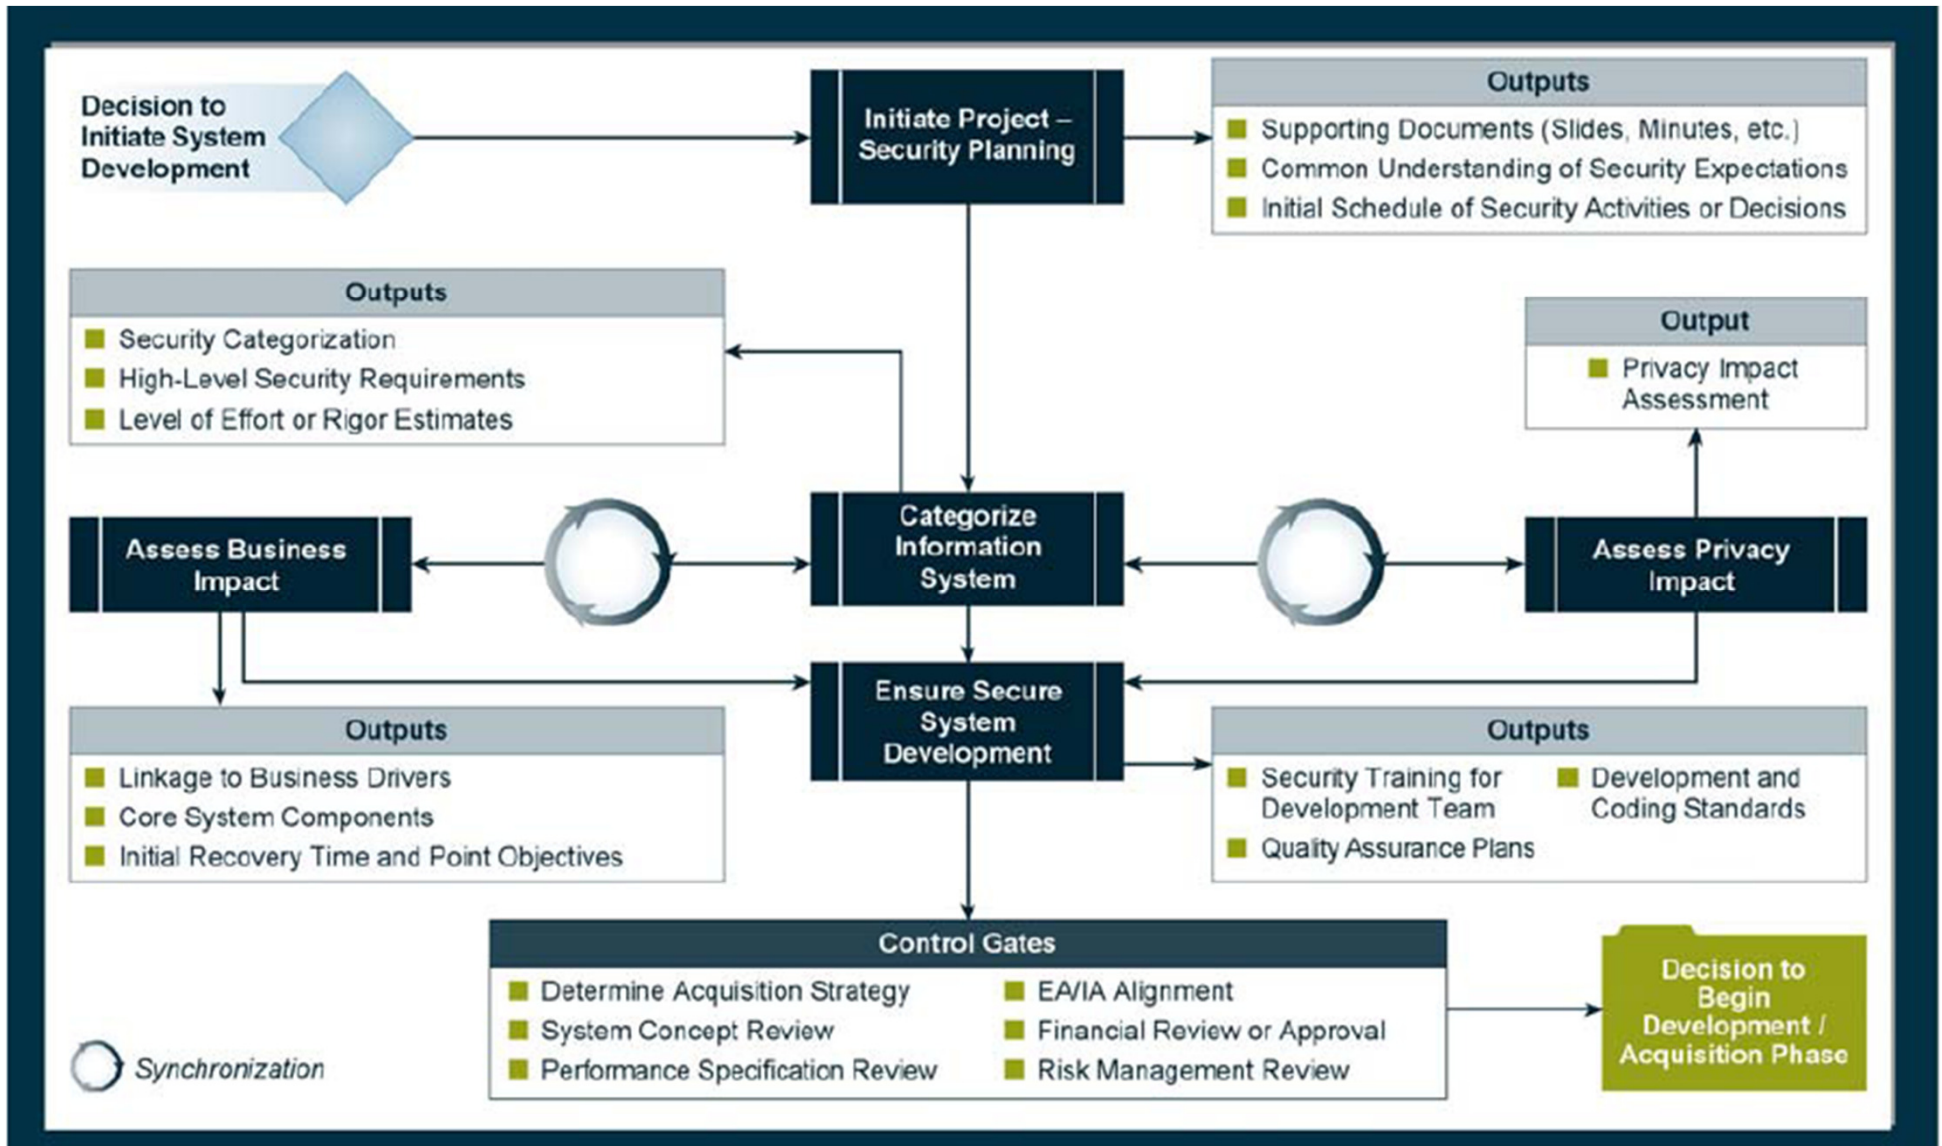 Decision to
Initiate System
Development
Initiate Project –
Security Planning
Outputs
Supporting Documents (Slides, Minutes, etc.)
Common Understanding of Security Expectations
Initial Schedule of Security Activities or Decisions
Outputs
Security Categorization
High-Level Security Requirements
Level of Effort or Rigor Estimates
Output
Privacy Impact
Assessment
Assess Business
Impact
Categorize
Information
System
Assess Privacy
Impact
Ensure Secure
System
Development
Outputs
Linkage to Business Drivers
Core System Components
Initial Recovery Time and Point Objectives
Outputs
Security Training for
Development Team
Quality Assurance Plans
Development and
Coding Standards
Control Gates
Determine Acquisition Strategy
System Concept Review
Performance Specification Review
EA/IA Alignment
Financial Review or Approval
Risk Management Review
Decision to
Begin
Development /
Acquisition Phase
Synchronization